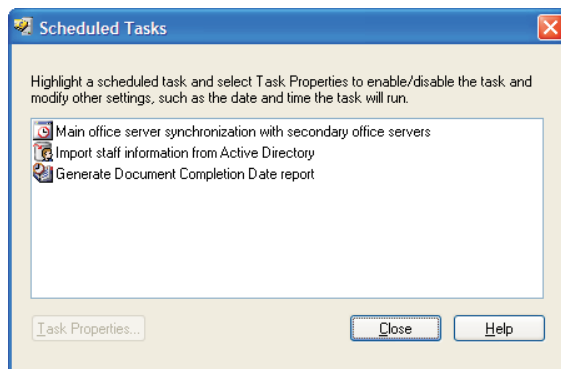 Scheduled Tasks
Highlight a scheduled task and select Task Properties to enable/disable the task and
modify other settings, such as the date and time the task will run.
Main office server synchronization with secondary office servers
Import staff information from Active Directory
Generate Document Completion Date report
Task Properties...
Close
Help